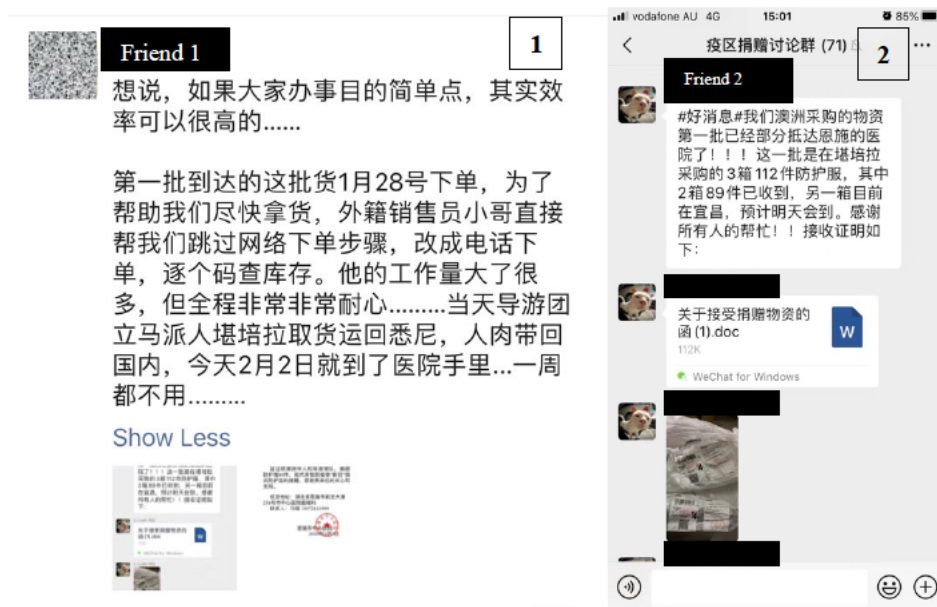 Friend 1
1
想说，如果大家办事目的简单点，其实效
率可以很高的......
第一批到达的这批货1月28号下单，为了
帮助我们尽快拿货，外籍销售员小哥直接
帮我们跳过网络下单步骤，改成电话下
单，逐个码查库存。他的工作量大了很
多，但全程非常非常耐心.........当天导游团
立马派人堪培拉取货运回悉尼，人肉带回
国内，今天2月2日就到了医院手里...一周
都不用.........
Show Less
vodafone AU 4G 15:01 85%
疫区捐赠讨论群 (71)
2
Friend 2
#好消息#我们澳洲采购的物资
第一批已经部分抵达恩施的医
院了！！！ 这一批是在堪培拉
采购的3箱112件防护服，其中
2箱89件已收到，另一箱目前
在宜昌，预计明天会到。感谢
所有人的帮忙！！接收证明如
下：
关于接受捐赠物资的
函 (1).doc
W
112K
WeChat for Windows